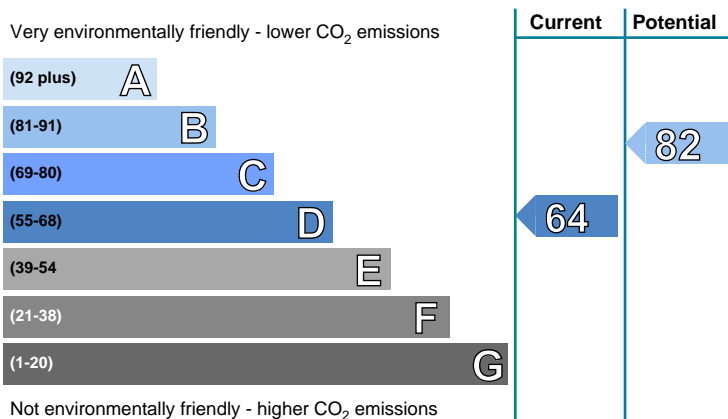 Current Potential
Very environmentally friendly - lower CO2 emissions
(92 plus) A
(81-91) B
82
(69-80) C
(55-68) D
64
(39-54 E
(21-38) F
(1-20) G
Not environmentally friendly - higher CO2 emissions